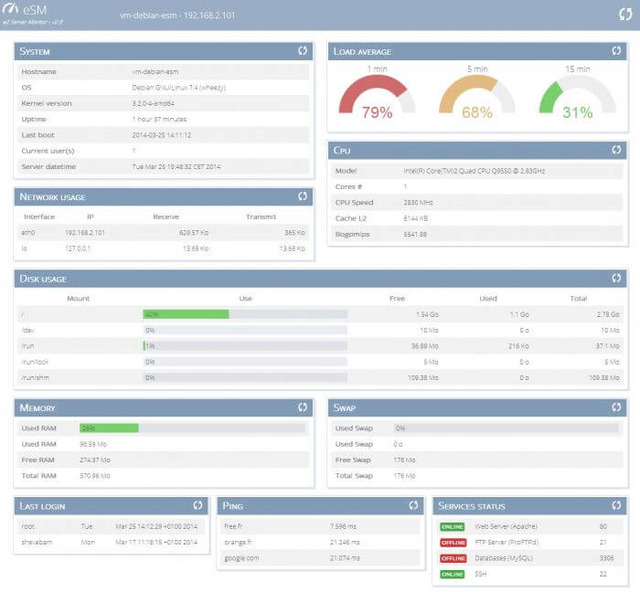 eSM
eZ Server Monitor - v2.0
vm-debian-esm - 192.168.2.101
SYSTEM
Hostname vm-debian-esm
OS Debian GNU/Linux 7.4 (wheezy)
Kernel version 3.2.0-4-amd64
Uptime 1 hour 37 minutes
Last boot 2014-03-25 14:11:12
Current user(s) 1
Server datetime Tue Mar 25 15:48:32 CET 2014
LOAD AVERAGE
1 min 5 min 15 min
79% 68% 31%
CPU
Model Intel(R) Core(TM)2 Quad CPU Q9550 @ 2.83GHz
Cores # 1
CPU Speed 2830 MHz
Cache L2 6144 KB
Bogomips 5541.88
NETWORK USAGE
Interface IP Receive Transmit
eth0 192.168.2.101 629.57 Ko 365 Ko
lo 127.0.0.1 13.68 Ko 13.68 Ko
DISK USAGE
Mount Use Free Used Total
/ 42% 1.54 Go 1.1 Go 2.78 Go
/dev 0% 10 Mo 0 o 10 Mo
/run 1% 36.89 Mo 216 Ko 37.1 Mo
/run/lock 0% 5 Mo 0 o 5 Mo
/run/shm 0% 109.38 Mo 0 o 109.38 Mo
MEMORY
Used RAM 26%
Used RAM 96.59 Mo
Free RAM 274.37 Mo
Total RAM 370.96 Mo
SWAP
Used Swap 0%
Used Swap 0 o
Free Swap 176 Mo
Total Swap 176 Mo
LAST LOGIN
root Tue Mar 25 14:12:29 +0100 2014
shevabam Mon Mar 17 11:18:15 +0100 2014
PING
free.fr 7.596 ms
orange.fr 21.246 ms
google.com 21.074 ms
SERVICES STATUS
ONLINE Web Server (Apache) 80
OFFLINE FTP Server (ProFTPd) 21
OFFLINE Databases (MySQL) 3306
ONLINE SSH 22